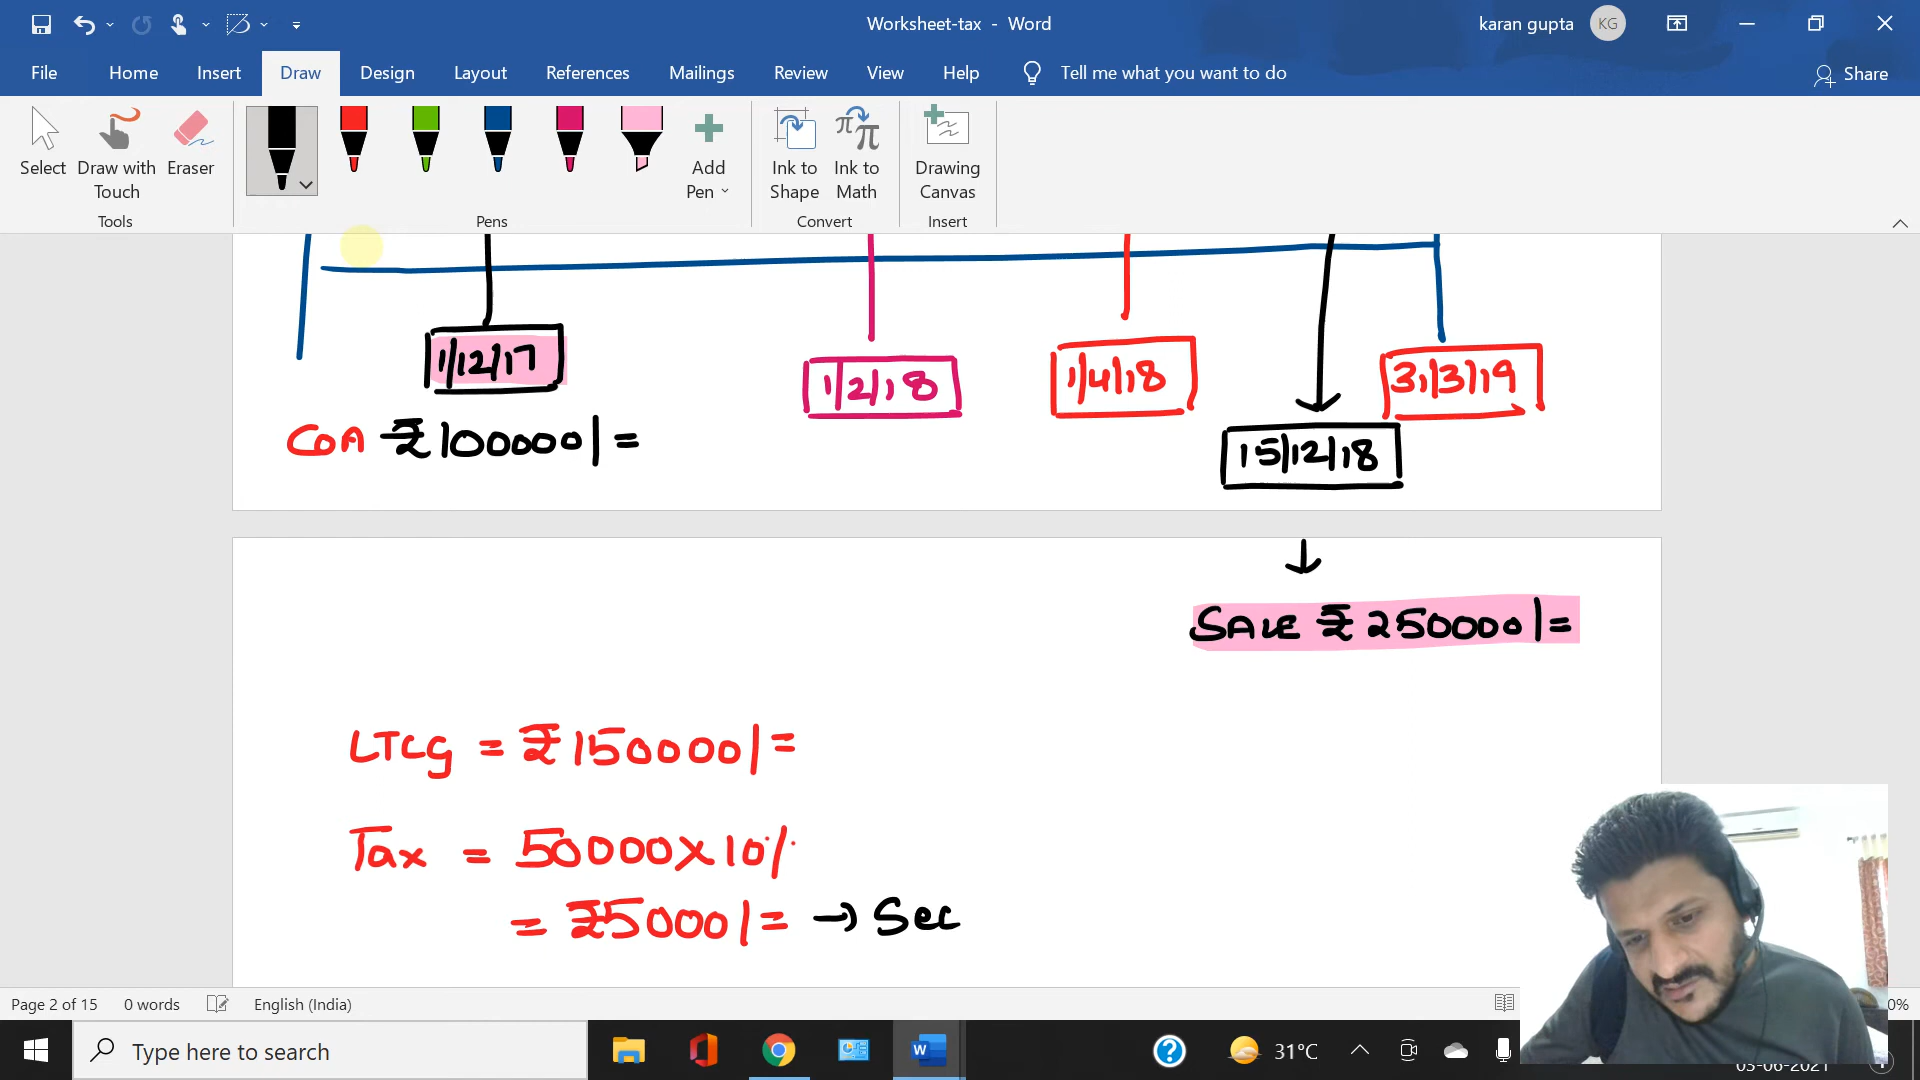 Worksheet-tax - Word
karan gupta KG
File Home Insert Draw Design Layout References Mailings Review View Help Tell me what you want to do Share
Select Draw with Touch Eraser Add Pen Ink to Shape Ink to Math Drawing Canvas
Tools Pens Convert Insert
1/12/17
1/2/18
1/4/18
31/3/19
COA ₹ 100000/=
15/12/18
SALE ₹ 250000/=
LTCG = ₹ 150000/=
Tax = 50000 x 10%
= ₹5000/= → Sec
Page 2 of 15 0 words English (India)
Type here to search
W
31°C